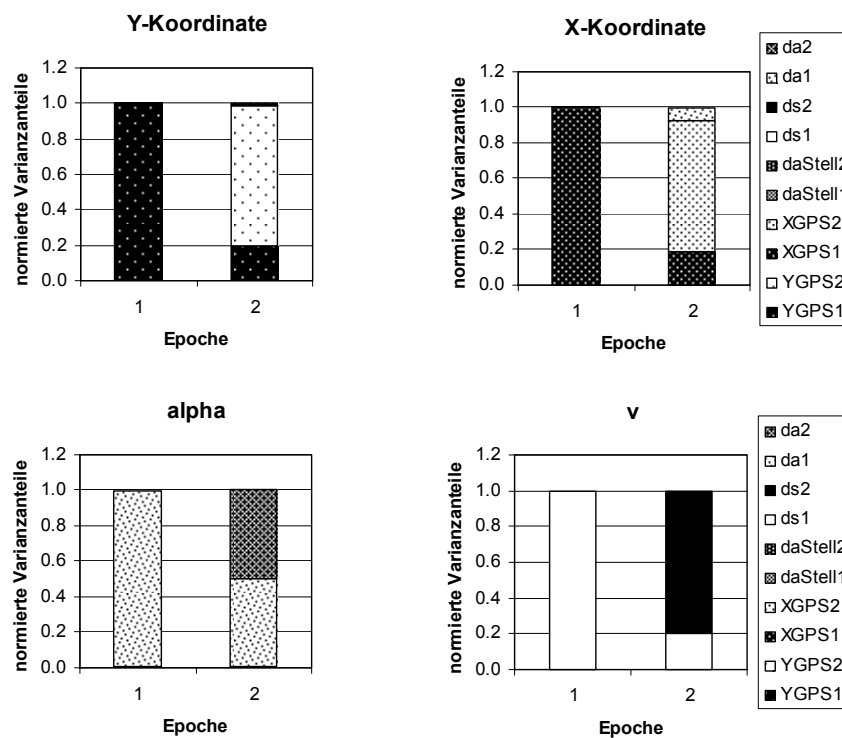 Y-Koordinate
normierte Varianzanteile
1.2
1.0
0.8
0.6
0.4
0.2
0.0
1 2
Epoche
X-Koordinate
normierte Varianzanteile
1.2
1.0
0.8
0.6
0.4
0.2
0.0
1 2
Epoche
da2
da1
ds2
ds1
daStell2
daStell1
XGPS2
XGPS1
YGPS2
YGPS1
alpha
normierte Varianzanteile
1.2
1.0
0.8
0.6
0.4
0.2
0.0
1 2
Epoche
v
normierte Varianzanteile
1.2
1.0
0.8
0.6
0.4
0.2
0.0
1 2
Epoche
da2
da1
ds2
ds1
daStell2
daStell1
XGPS2
XGPS1
YGPS2
YGPS1